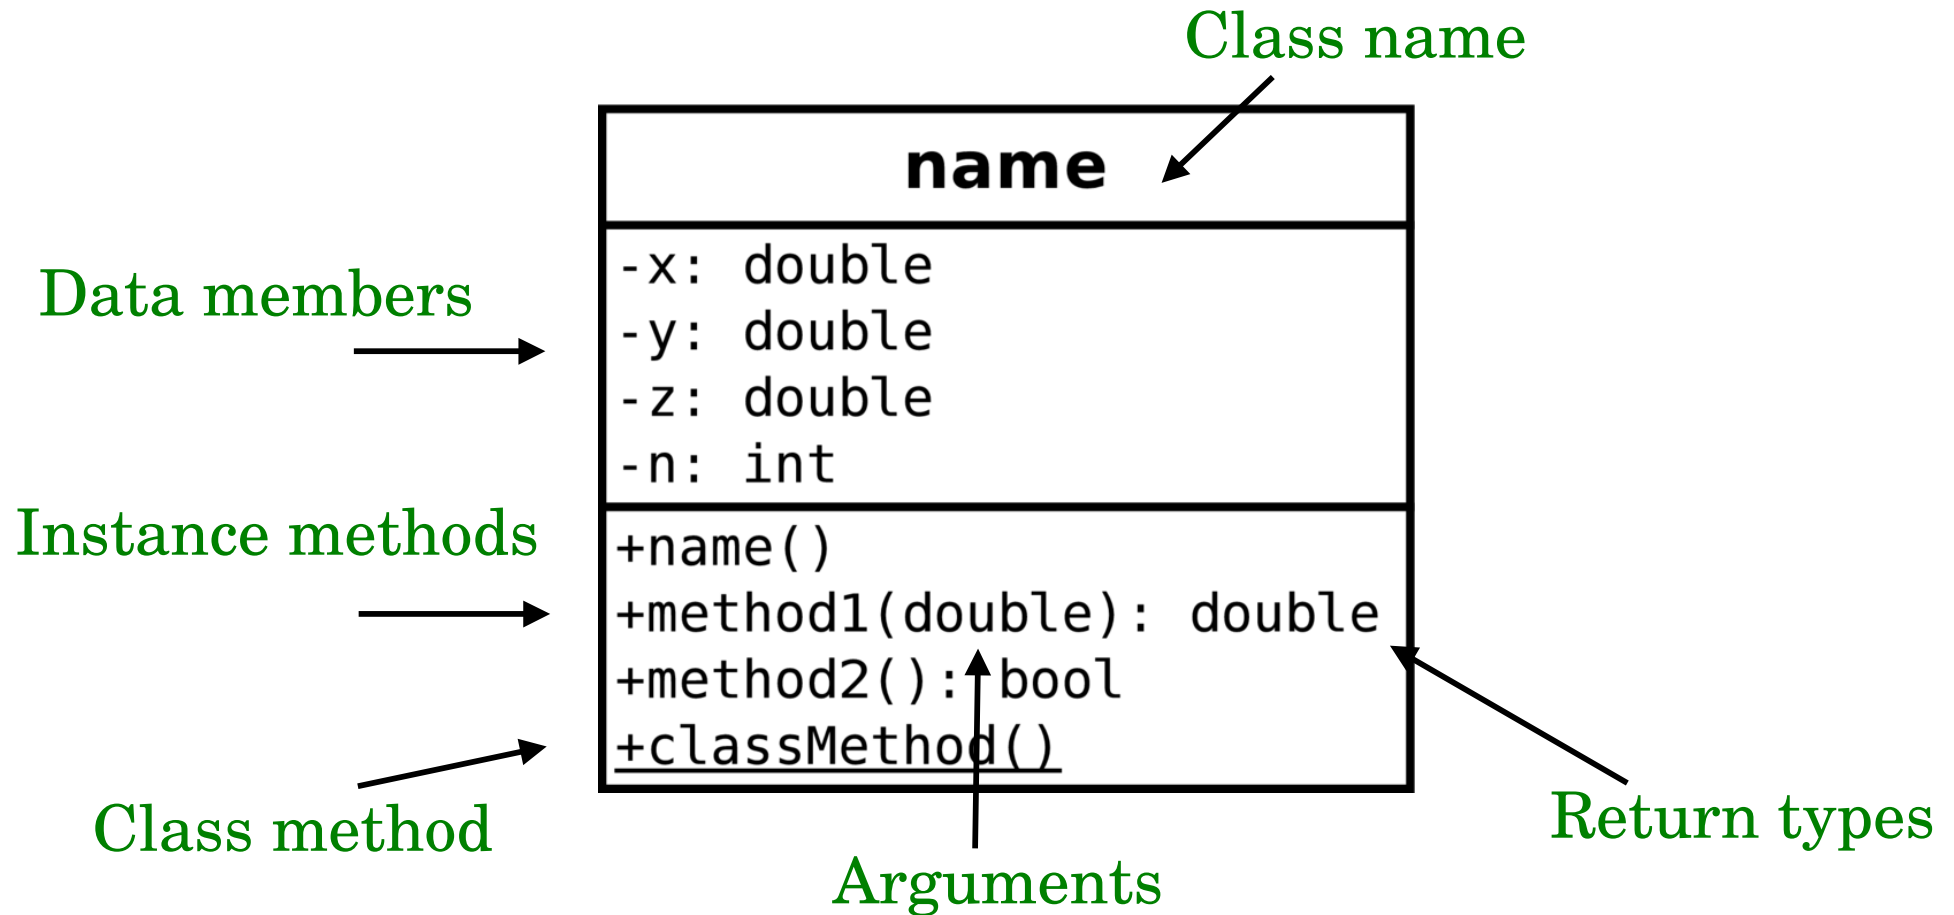 Class name
name
Data members
-x: double
-y: double
-z: double
-n: int
Instance methods
+name()
+method1(double): double
+method2(): bool
+classMethod()
Class method
Arguments
Return types